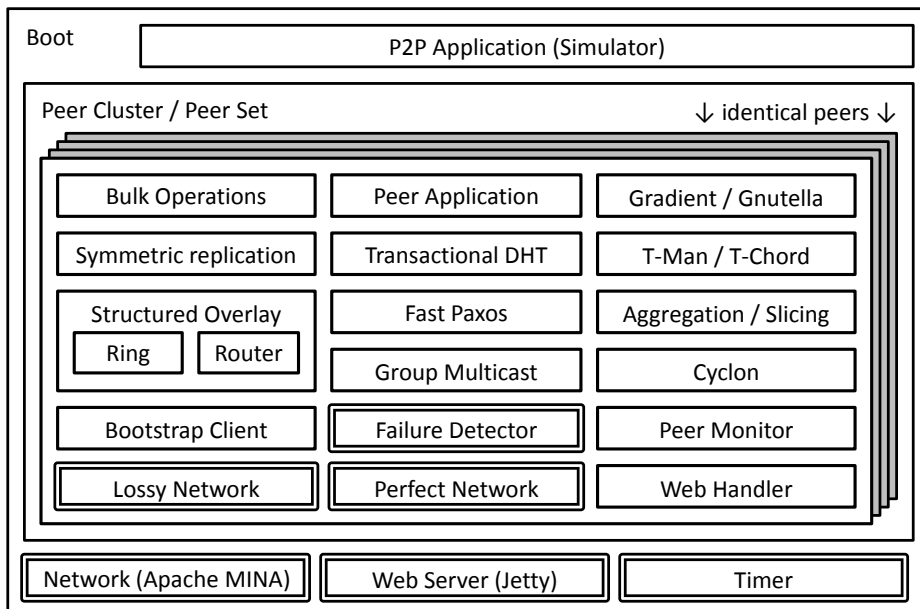 Boot
P2P Application (Simulator)
Peer Cluster / Peer Set
↓ identical peers ↓
Bulk Operations
Peer Application
Gradient / Gnutella
Symmetric replication
Transactional DHT
T-Man / T-Chord
Structured Overlay
Ring
Router
Fast Paxos
Aggregation / Slicing
Group Multicast
Cyclon
Bootstrap Client
Failure Detector
Peer Monitor
Lossy Network
Perfect Network
Web Handler
Network (Apache MINA)
Web Server (Jetty)
Timer